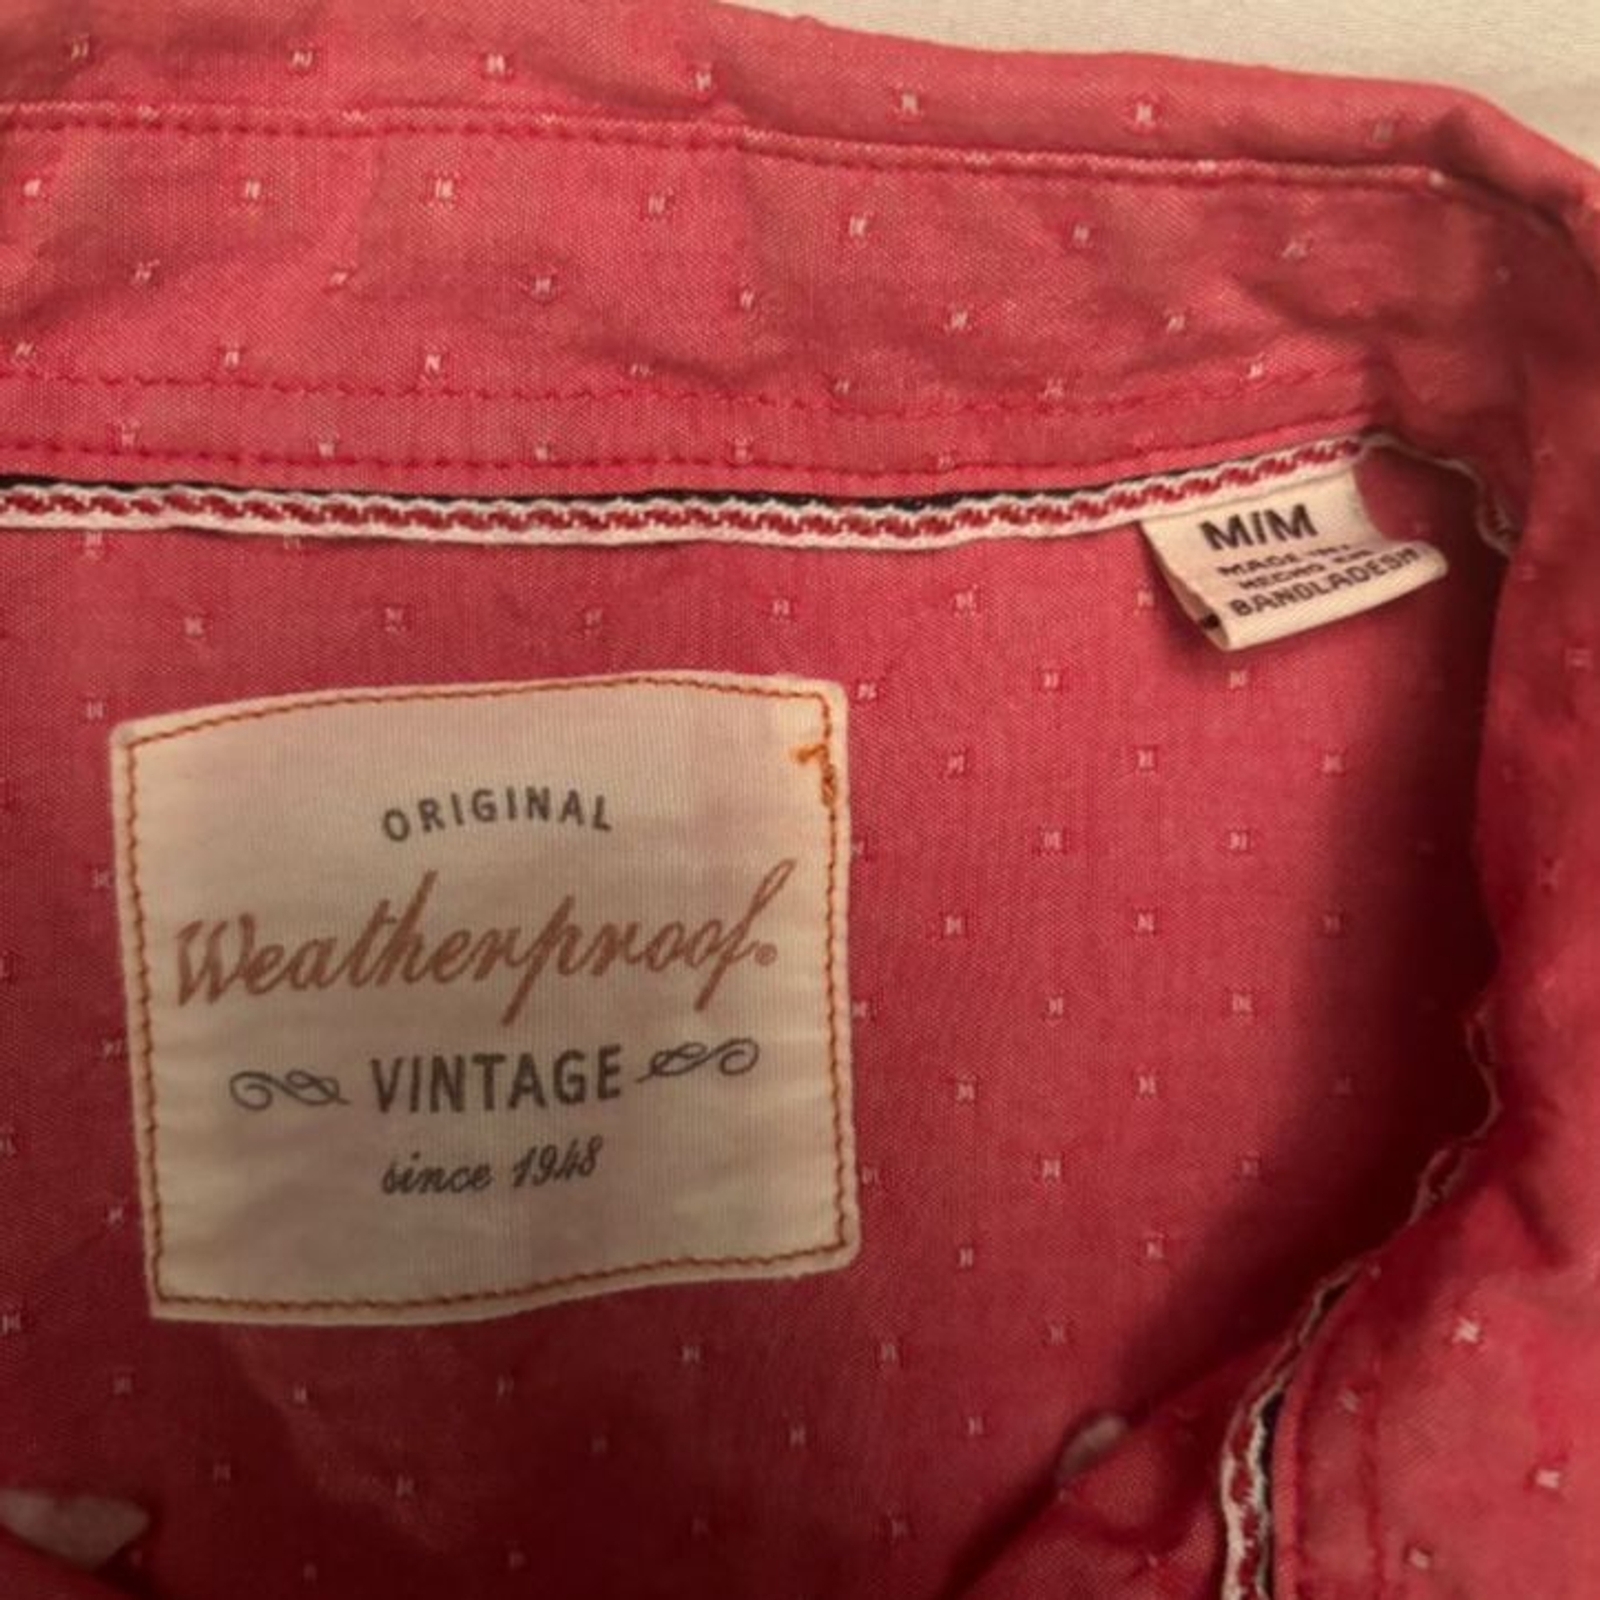 M/M
MADE IN
HECHO EN
BANGLADESH
ORIGINAL
Weatherproof®
VINTAGE
since 1948